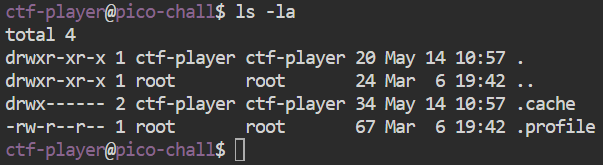 ctf-player@pico-chall$ ls -la
total 4
drwxr-xr-x 1 ctf-player ctf-player 20 May 14 10:57 .
drwxr-xr-x 1 root       root       24 Mar  6 19:42 ..
drwx------ 2 ctf-player ctf-player 34 May 14 10:57 .cache
-rw-r--r-- 1 root       root       67 Mar  6 19:42 .profile
ctf-player@pico-chall$